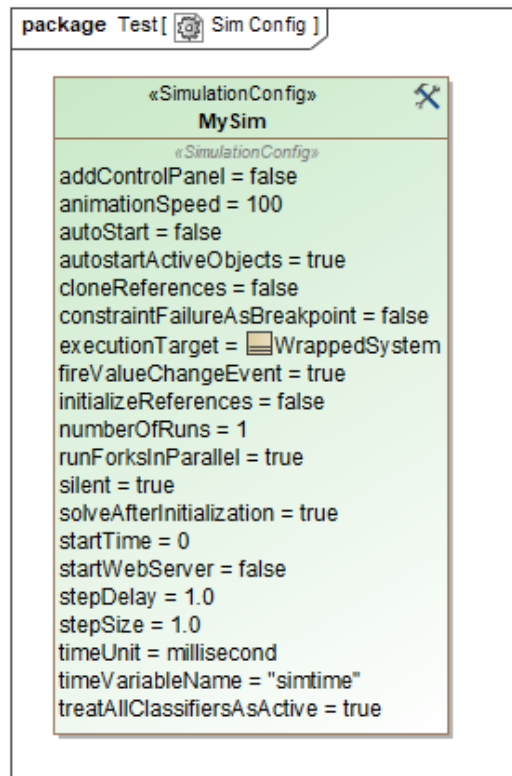 package Test [ Sim Config ]
«SimulationConfig»
MySim
«SimulationConfig»
addControlPanel = false
animationSpeed = 100
autoStart = false
autostartActiveObjects = true
cloneReferences = false
constraintFailureAsBreakpoint = false
executionTarget = WrappedSystem
fireValueChangeEvent = true
initializeReferences = false
numberOfRuns = 1
runForksInParallel = true
silent = true
solveAfterInitialization = true
startTime = 0
startWebServer = false
stepDelay = 1.0
stepSize = 1.0
timeUnit = millisecond
timeVariableName = "simtime"
treatAllClassifiersAsActive = true